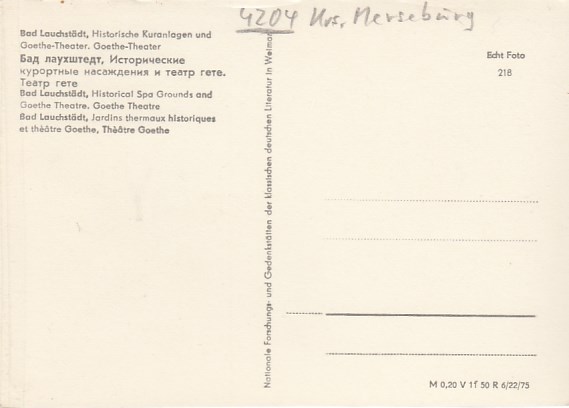 4204 Krs. Merseburg
Bad Lauchstädt, Historische Kuranlagen und
Goethe-Theater. Goethe-Theater
Бад лаухштедт, Исторические
курортные насаждения и театр гете.
Театр гете
Bad Lauchstädt, Historical Spa Grounds and
Goethe Theatre. Goethe Theatre
Bad Lauchstädt, Jardins thermaux historiques
et théâtre Goethe, Théâtre Goethe
Nationale Forschungs- und Gedenkstätten der klassischen deutschen Literatur in Weimar
Echt Foto
218
M 0,20 V 1f 50 R 6/22/75